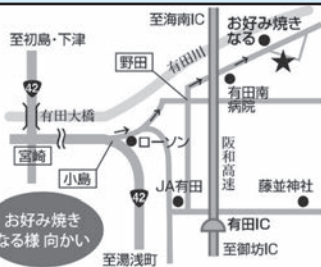 至海南IC
お好み焼き
なる
至初島・下津
野田
有田川
42
有田南
病院
有田大橋
ローソン
宮崎
阪和高速
小島
JA有田
藤並神社
42
お好み焼き
なる様 向かい
有田IC
至湯浅町
至御坊IC